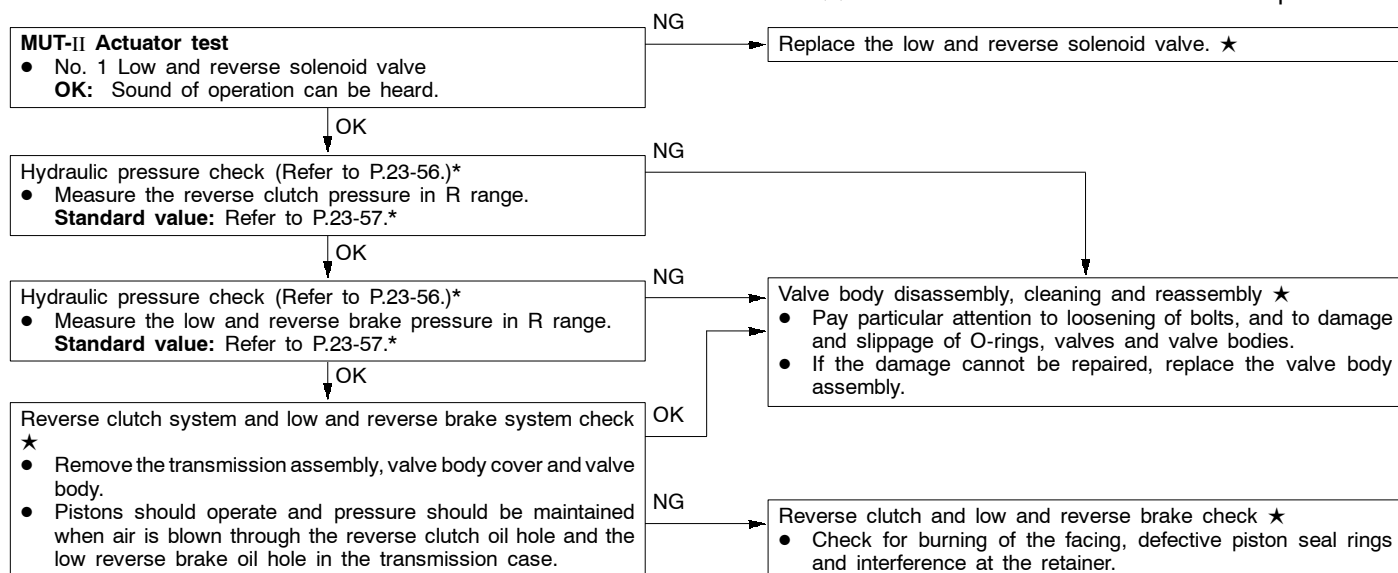 NG
MUT-II Actuator test
● No. 1 Low and reverse solenoid valve
OK: Sound of operation can be heard.
Replace the low and reverse solenoid valve. ★
OK
NG
Hydraulic pressure check (Refer to P.23-56.)*
● Measure the reverse clutch pressure in R range.
Standard value: Refer to P.23-57.*
OK
NG
Hydraulic pressure check (Refer to P.23-56.)*
● Measure the low and reverse brake pressure in R range.
Standard value: Refer to P.23-57.*
Valve body disassembly, cleaning and reassembly ★
● Pay particular attention to loosening of bolts, and to damage
and slippage of O-rings, valves and valve bodies.
● If the damage cannot be repaired, replace the valve body
assembly.
OK
Reverse clutch system and low and reverse brake system check
★
● Remove the transmission assembly, valve body cover and valve
body.
● Pistons should operate and pressure should be maintained
when air is blown through the reverse clutch oil hole and the
low reverse brake oil hole in the transmission case.
OK
NG
Reverse clutch and low and reverse brake check ★
● Check for burning of the facing, defective piston seal rings
and interference at the retainer.